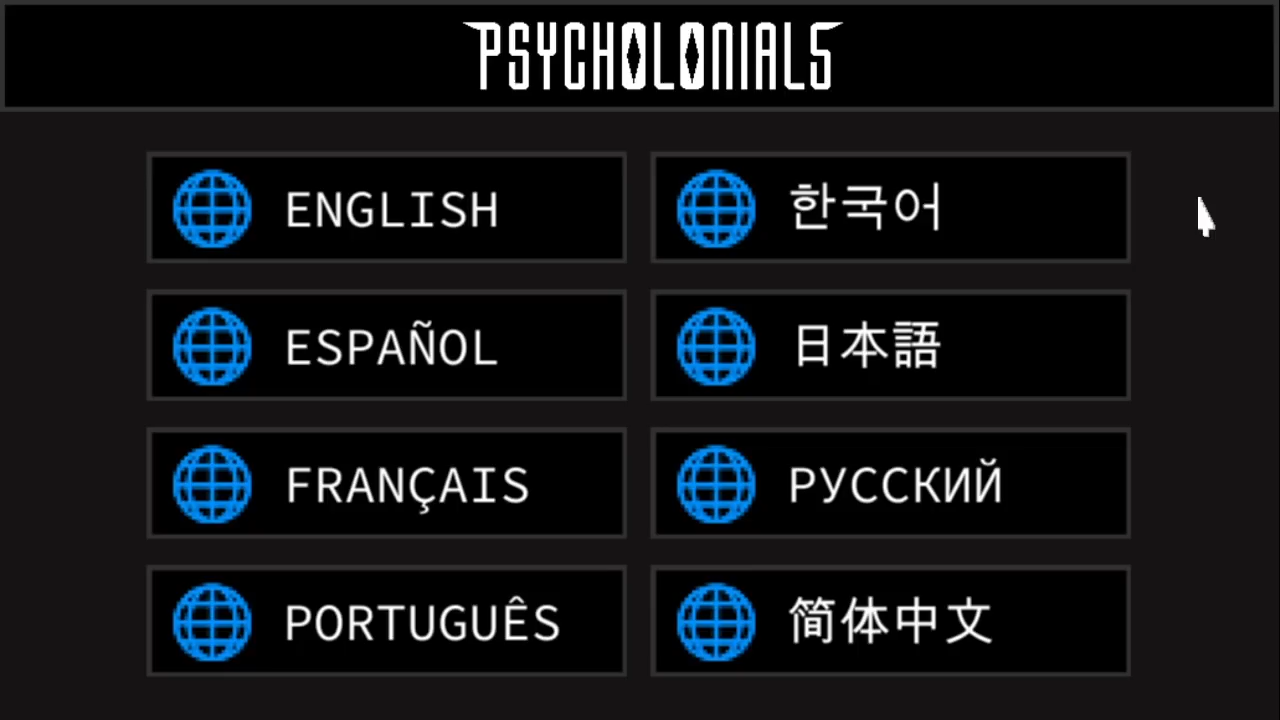 PSYCHOLONIALS
ENGLISH
한국어
ESPAÑOL
日本語
FRANÇAIS
РУССКИЙ
PORTUGUÊS
简体中文